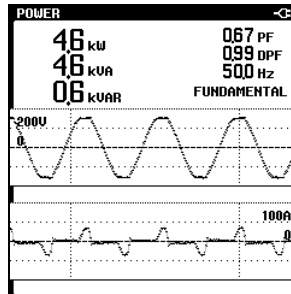 POWER
4.6 kW 0.67 PF
4.6 kVA 0.99 DPF
0.6 kVAR 50.0 Hz
FUNDAMENTAL
200V
0
100A
0